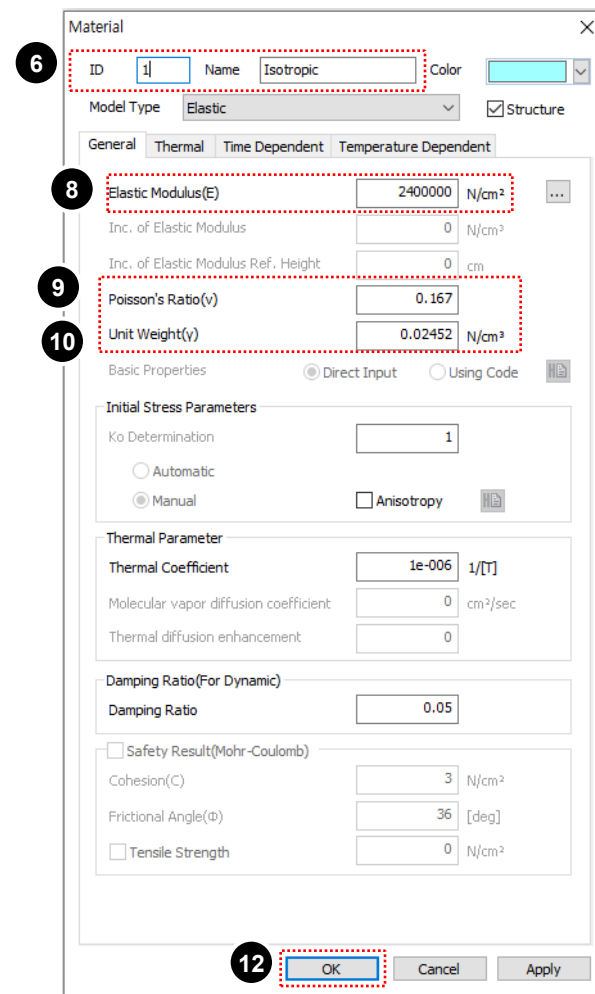 Material
6 ID 1 Name Isotropic Color
Model Type Elastic Structure
General Thermal Time Dependent Temperature Dependent
8 Elastic Modulus(E) 2400000 N/cm² ...
Inc. of Elastic Modulus 0 N/cm³
Inc. of Elastic Modulus Ref. Height 0 cm
9 Poisson's Ratio(ν) 0.167
10 Unit Weight(γ) 0.02452 N/cm³
Basic Properties Direct Input Using Code
Initial Stress Parameters
Ko Determination 1
Automatic
Manual Anisotropy
Thermal Parameter
Thermal Coefficient 1e-006 1/[T]
Molecular vapor diffusion coefficient 0 cm²/sec
Thermal diffusion enhancement 0
Damping Ratio(For Dynamic)
Damping Ratio 0.05
Safety Result(Mohr-Coulomb)
Cohesion(C) 3 N/cm²
Frictional Angle(Φ) 36 [deg]
Tensile Strength 0 N/cm²
12 OK Cancel Apply